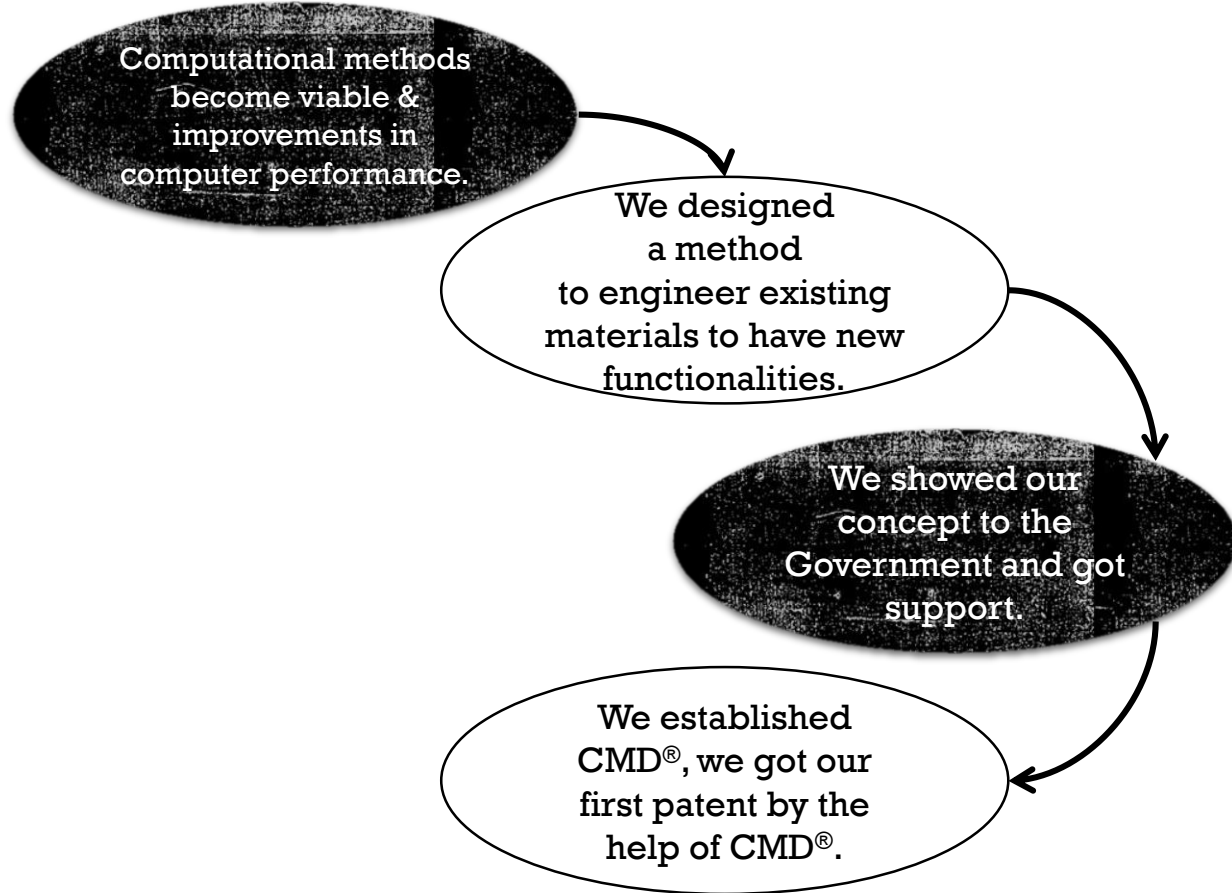 Computational methods
become viable &
improvements in
computer performance.
We designed
a method
to engineer existing
materials to have new
functionalities.
We showed our
concept to the
Government and got
support.
We established
CMD®, we got our
first patent by the
help of CMD®.